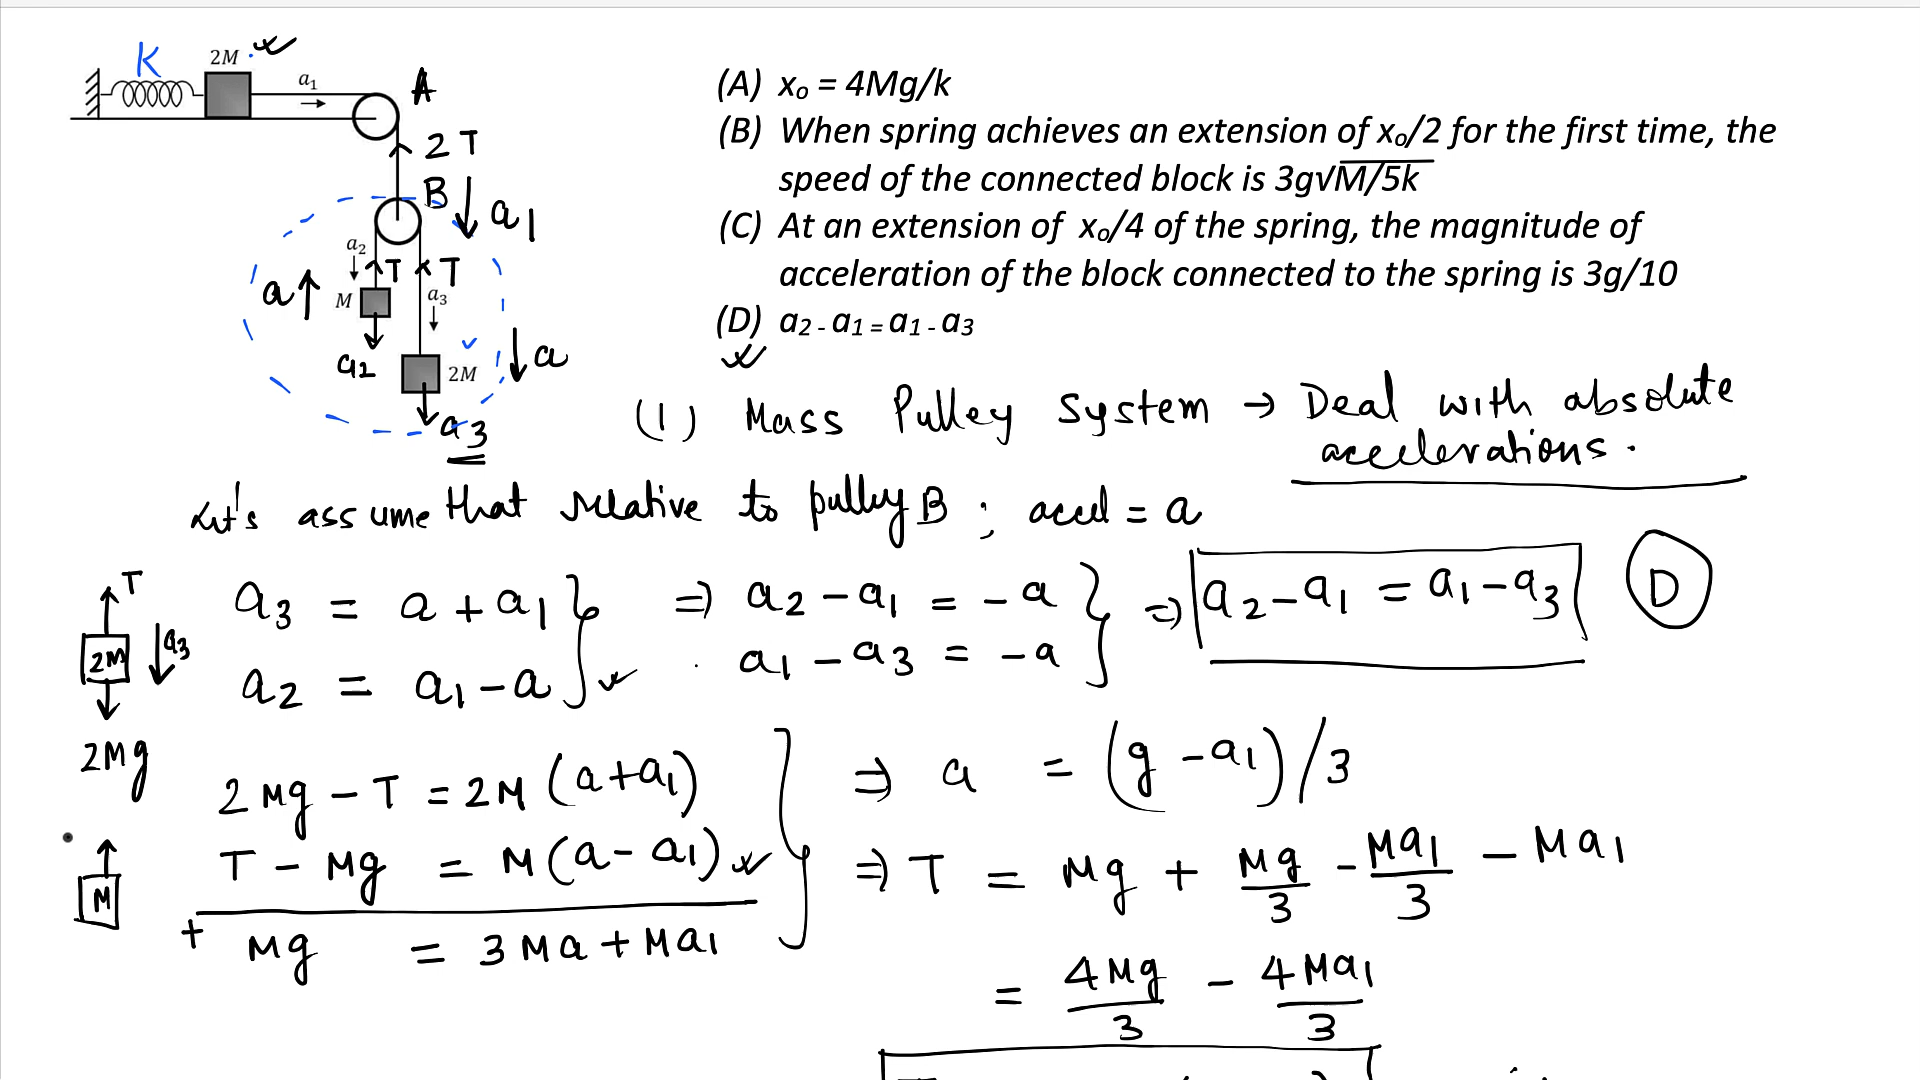 K
2M
a₁
A
2T
B
a₁
a₂
T
T
a
M
a₃
a₂
2M
a
a₃
(A) xₒ = 4Mg/k
(B) When spring achieves an extension of xₒ/2 for the first time, the
speed of the connected block is 3g√M/5k
(C) At an extension of xₒ/4 of the spring, the magnitude of
acceleration of the block connected to the spring is 3g/10
(D) a₂ - a₁ = a₁ - a₃
(1) Mass Pulley System → Deal with absolute
accelerations.
Let's assume that relative to pulley B ; accel = a
T
2M
a₃
2Mg
a₃ = a + a₁ } ⇒ a₂ - a₁ = - a } ⇒ a₂ - a₁ = a₁ - a₃ D
a₂ = a₁ - a a₁ - a₃ = - a
2Mg - T = 2M (a + a₁) } ⇒ a = (g - a₁)/3
M
T - Mg = M (a - a₁) ⇒ T = Mg + Mg/3 - Ma₁/3 - Ma₁
+ Mg = 3Ma + Ma₁
= 4Mg/3 - 4Ma₁/3